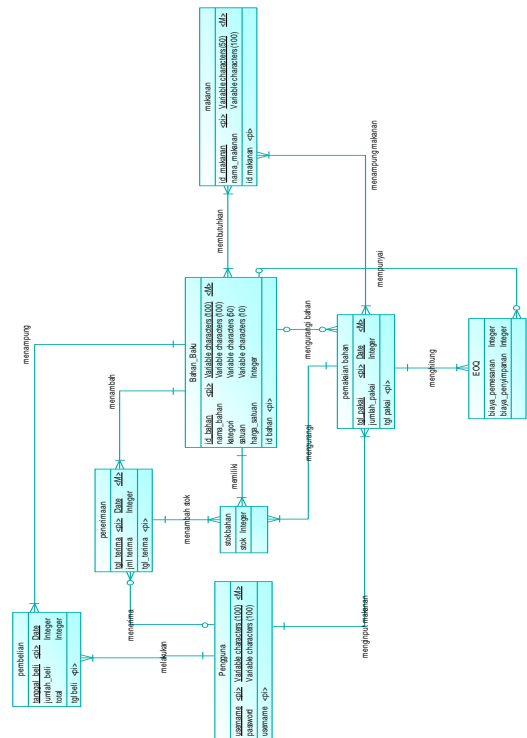 pembelian
tanggal_beli <pi> Date <M>
jumlah_beli Integer
total Integer
tgl beli <pi>
menampung
penerimaan
tgl_terima <pi> Date <M>
jml terima Integer
tgl_terima <pi>
menambah
makanan
id_makanan <pi> Variable characters (50) <M>
nama_makanan Variable characters (100)
id makanan <pi>
Bahan_Baku
id_bahan <pi> Variable characters (100) <M>
nama_bahan Variable characters (100)
kategori Variable characters (50)
satuan Variable characters (10)
harga_satuan Integer
id bahan <pi>
membutuhkan
menampung makanan
memiliki
menambah stok
stokbahan
stok Integer
mengurangi
mengurangi bahan
mempunyai
pemakaian bahan
tgl_pakai <pi> Date <M>
jumlah_pakai Integer
tgl pakai <pi>
menghitung
EOQ
biaya_pemesanan Integer
biaya_penyimpanan Integer
Pengguna
username <pi> Variable characters (100) <M>
password Variable characters (100)
username <pi>
menerima
melakukan
menginput makanan